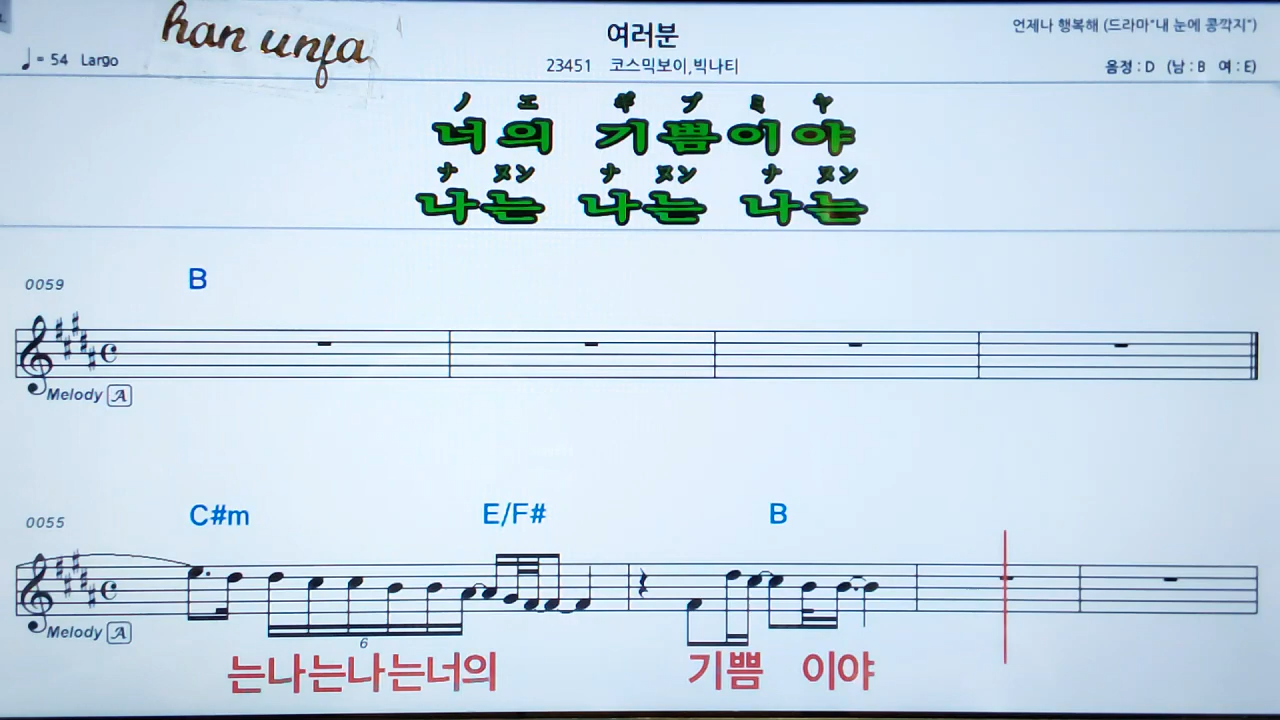 han unja
여러분
언제나 행복해 (드라마"내 눈에 콩깍지")
♩= 54 Largo
23451 코스믹보이,빅나티
음정 : D (남 : B 여 : E)
ノ エ ギ プ ミ ヤ
너의 기쁨이야
ナ ヌン ナ ヌン ナ ヌン
나는 나는 나는
0059 B
Melody A
0055 C#m E/F# B
Melody A
6
는나는나는너의 기쁨 이야